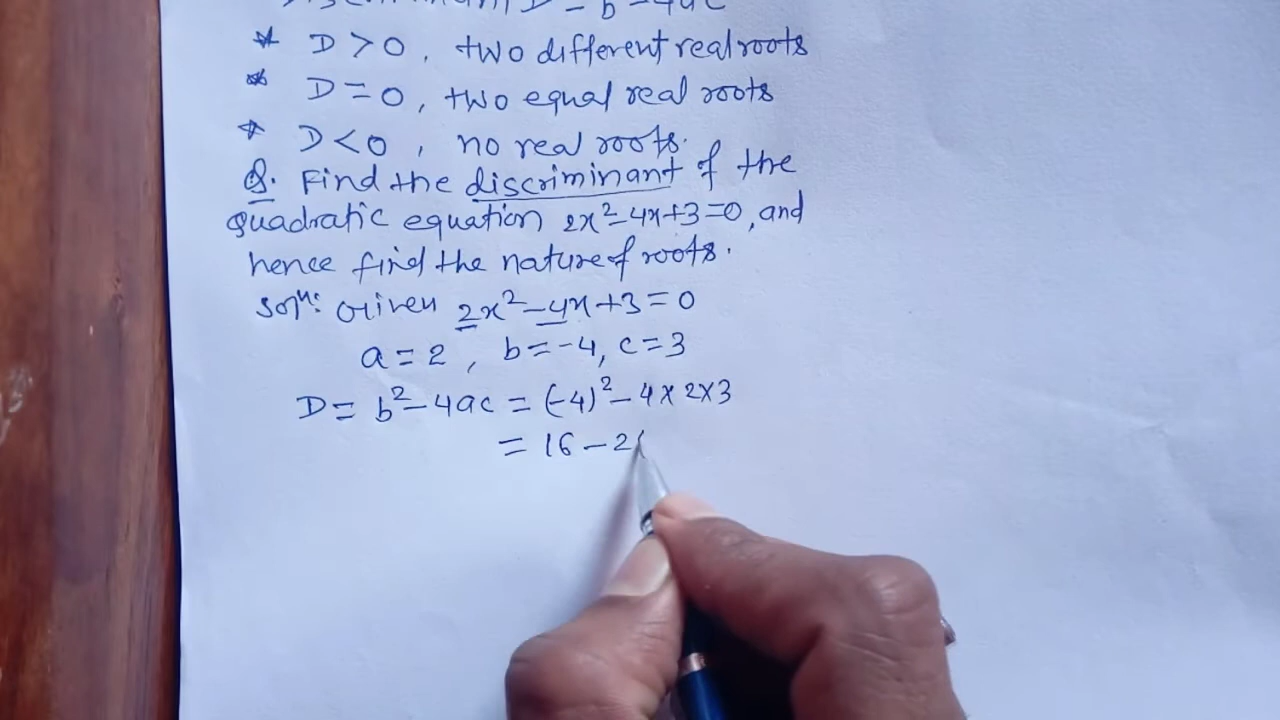 D = b - 4ac
* D > 0, two different real roots
* D = 0, two equal real roots
* D < 0, no real roots.
Q. Find the discriminant of the
quadratic equation 2x² - 4x + 3 = 0, and
hence find the nature of roots.
Solⁿ: Given 2x² - 4x + 3 = 0
a = 2, b = -4, c = 3
D = b² - 4ac = (-4)² - 4 × 2 × 3
= 16 - 2